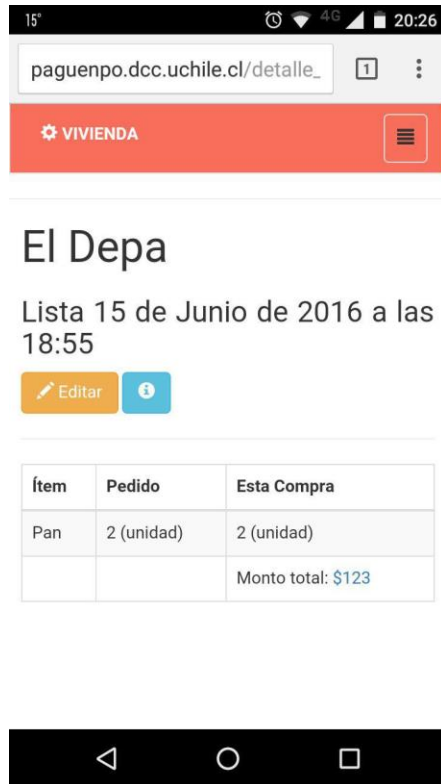 15°
4G 20:26
paguenpo.dcc.uchile.cl/detalle_
1
VIVIENDA
El Depa
Lista 15 de Junio de 2016 a las
18:55
Editar
Ítem Pedido Esta Compra
Pan 2 (unidad) 2 (unidad)
Monto total: $123